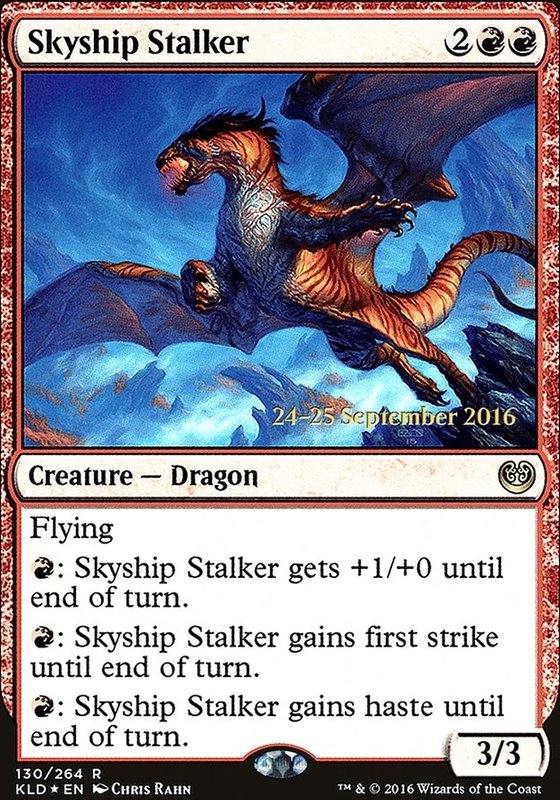 Skyship Stalker 2
24–25 September 2016
Creature — Dragon
Flying
: Skyship Stalker gets +1/+0 until
end of turn.
: Skyship Stalker gains first strike
until end of turn.
: Skyship Stalker gains haste until
end of turn.
3/3
130/264 R
KLD ★ EN Chris Rahn
™ & © 2016 Wizards of the Coast